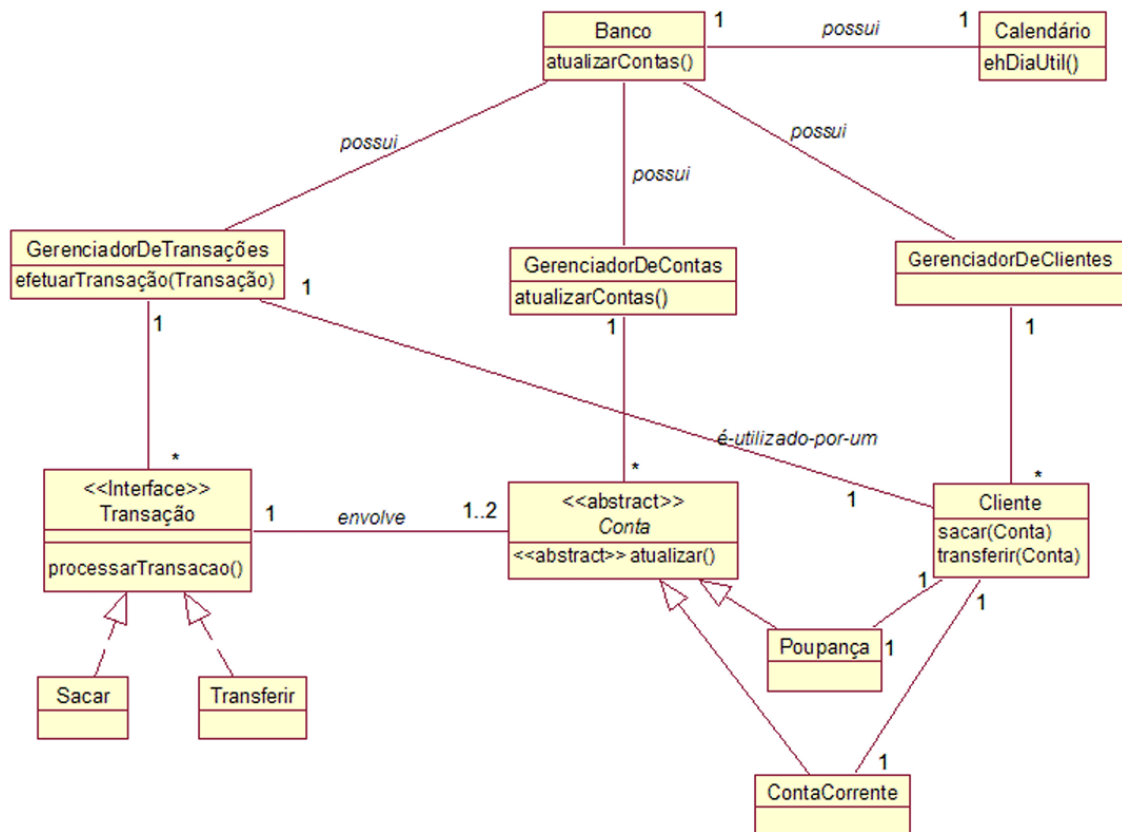 Banco
atualizarContas()
1
possui
1
Calendário
ehDiaUtil()
possui
possui
possui
GerenciadorDeTransações
efetuarTransação(Transação)
GerenciadorDeContas
atualizarContas()
GerenciadorDeClientes
1
1
1
1
é-utilizado-por-um
*
*
*
<<Interface>>
Transação
processarTransacao()
1
envolve
1..2
<<abstract>>
Conta
<<abstract>> atualizar()
1
Cliente
sacar(Conta)
transferir(Conta)
1
1
Poupança
1
Sacar
Transferir
1
ContaCorrente